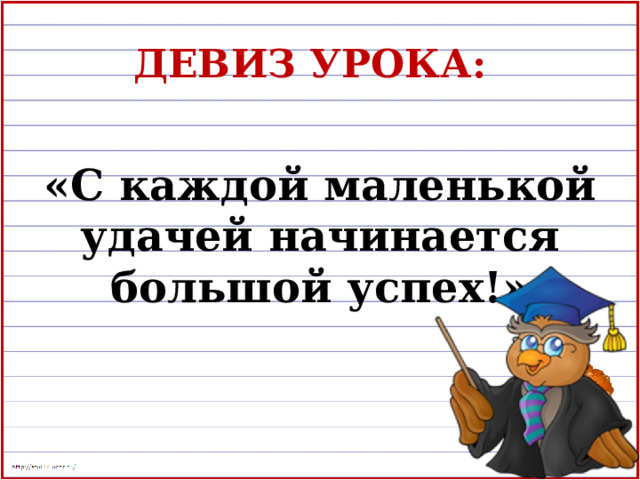 ДЕВИЗ УРОКА:
«С каждой маленькой
удачей начинается
большой успех!»